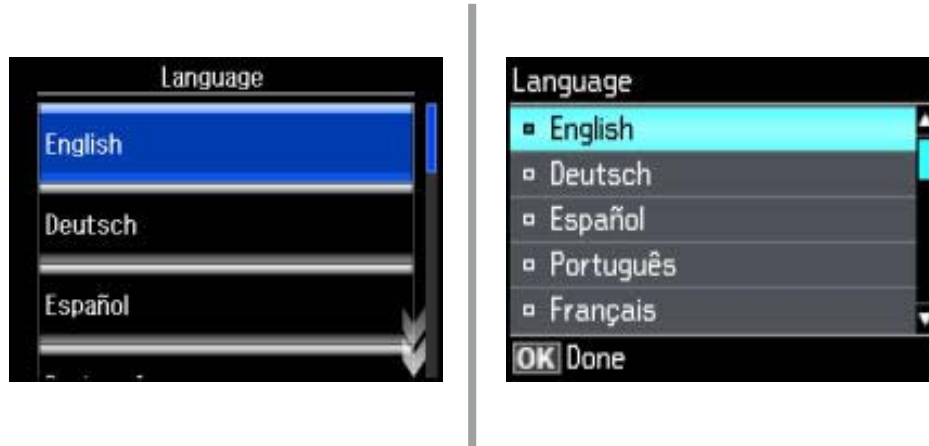 Language
English
Deutsch
Español
Language
English
Deutsch
Español
Português
Français
OK Done